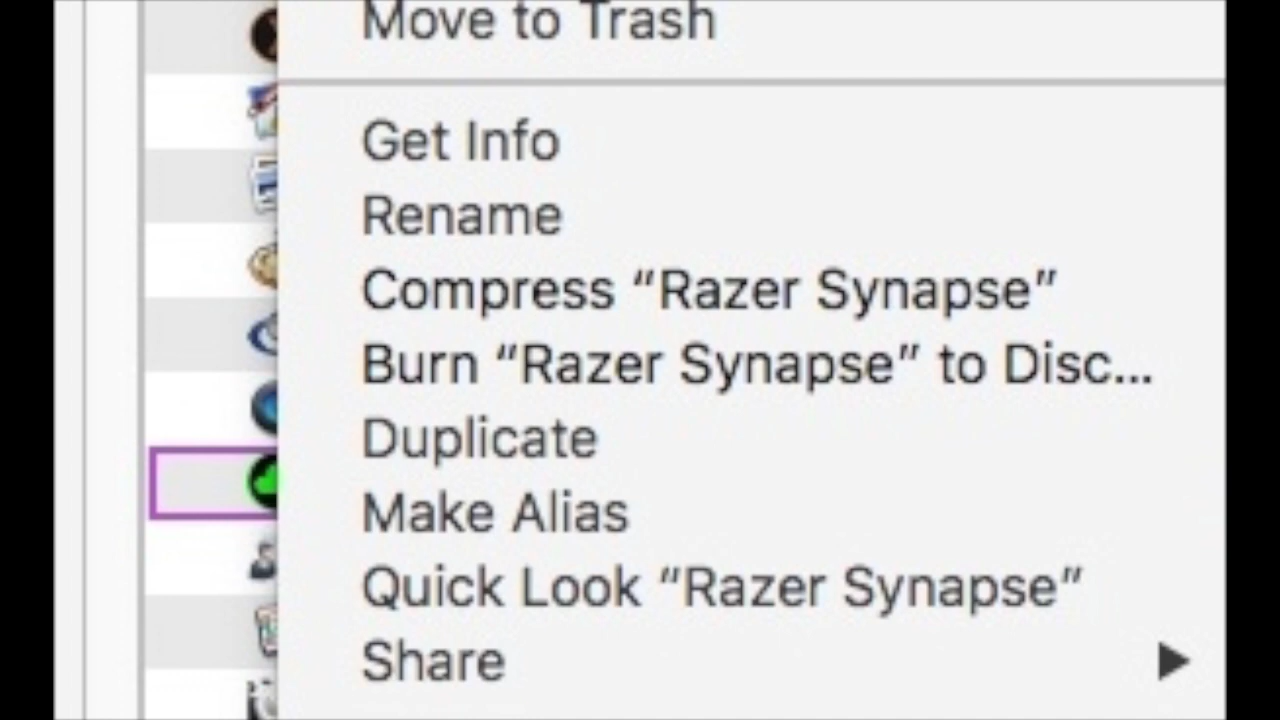 Move to Trash
Get Info
Rename
Compress “Razer Synapse”
Burn “Razer Synapse” to Disc...
Duplicate
Make Alias
Quick Look “Razer Synapse”
Share